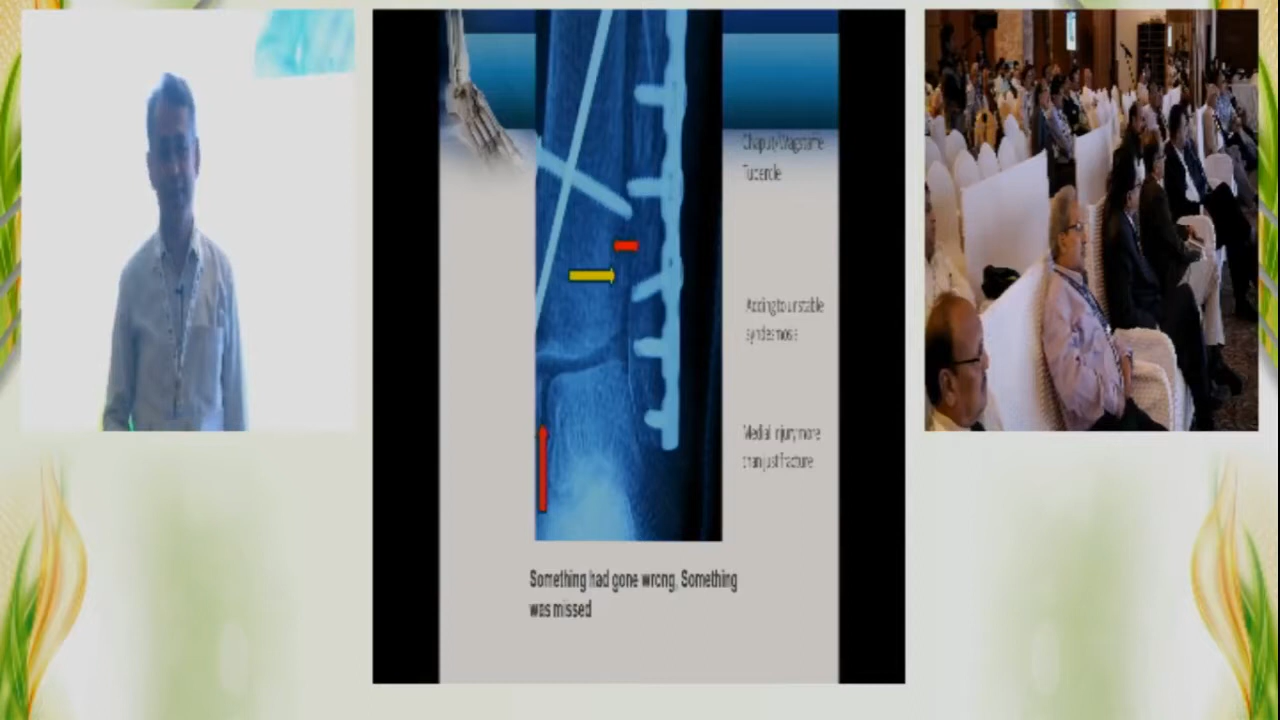 Chaput/Wagstaffe
Tubercle
Adding to unstable
syndesmosis
Medial injury more
than just fracture
Something had gone wrong, Something
was missed